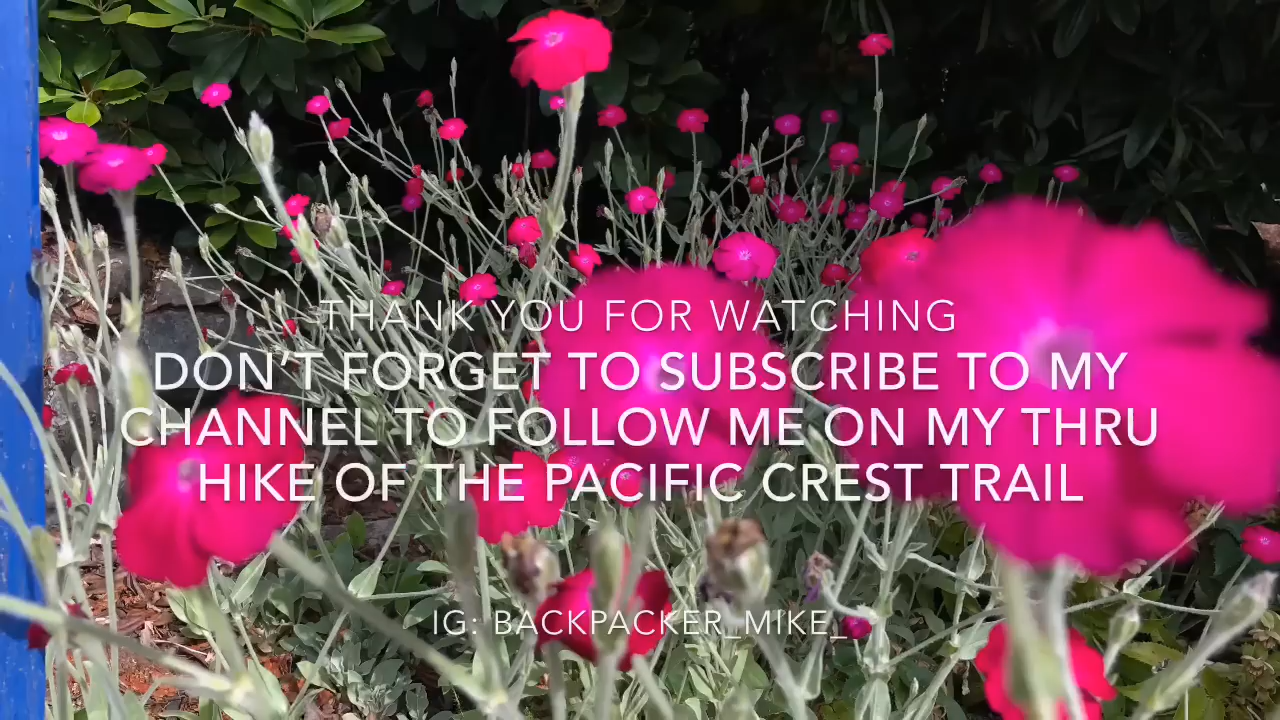 THANK YOU FOR WATCHING
DON’T FORGET TO SUBSCRIBE TO MY
CHANNEL TO FOLLOW ME ON MY THRU
HIKE OF THE PACIFIC CREST TRAIL
IG: BACKPACKER_MIKE_